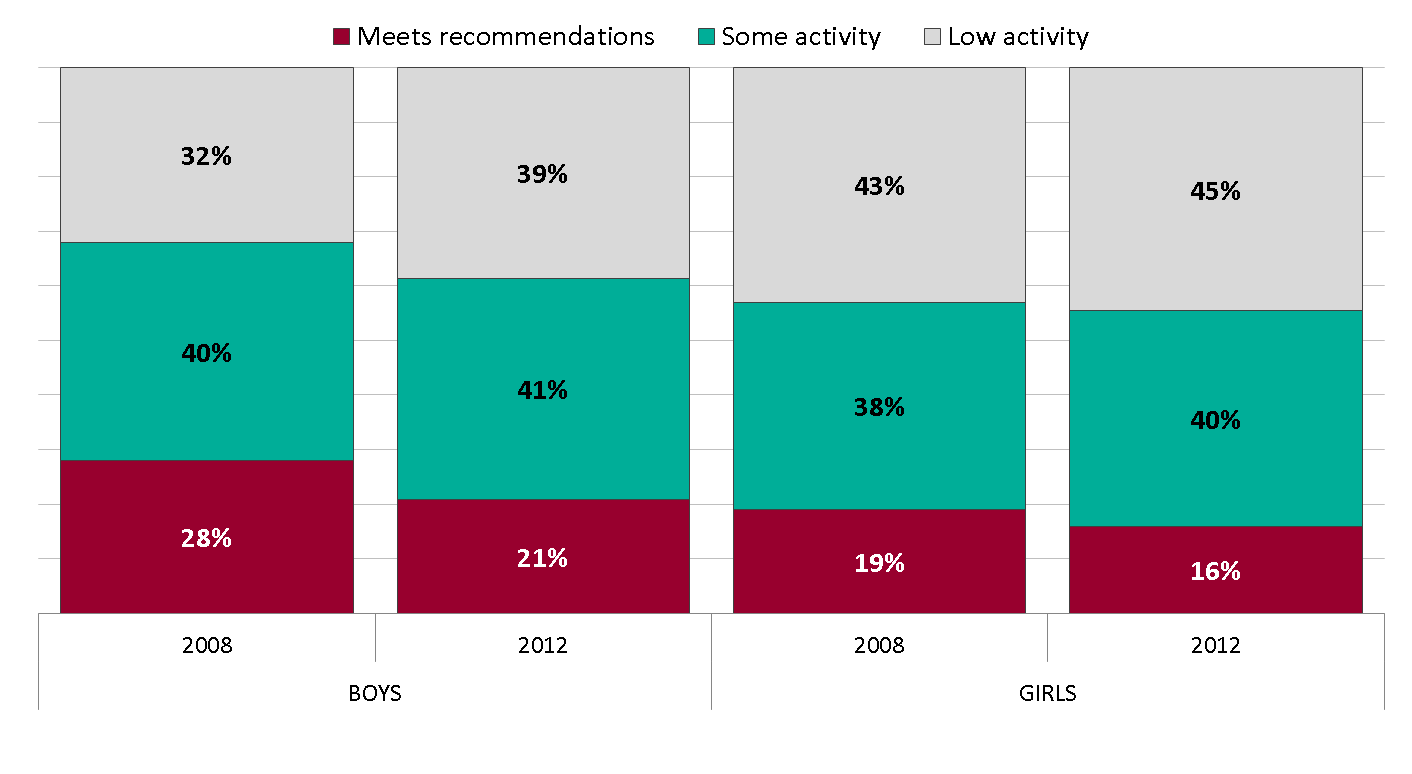 Meets recommendations Some activity Low activity
32% 39% 43% 45%
40% 41% 38% 40%
28% 21% 19% 16%
2008 2012 2008 2012
BOYS GIRLS